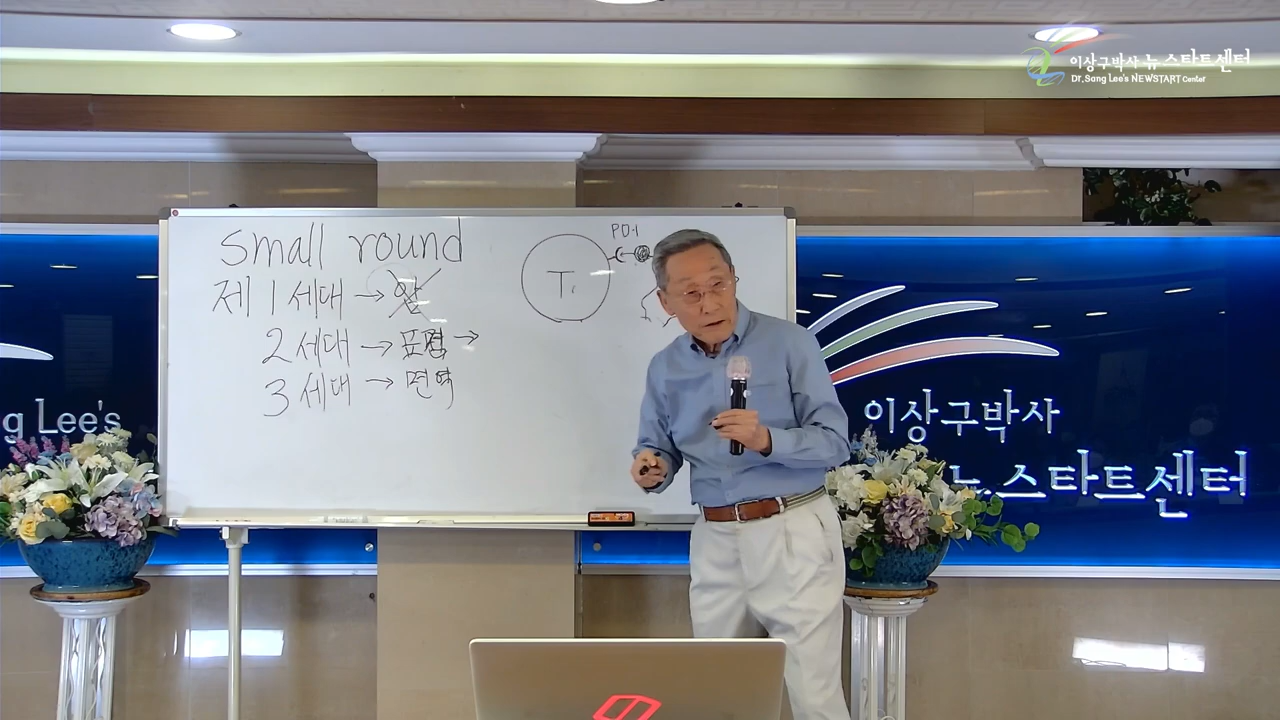 이상구박사 뉴스타트센터
Dr.Sang Lee's NEWSTART Center
small round
제 1 세대 →
2 세대 → 표적 →
3 세대 → 면역
PD-1
T
g Lee's
이상구박사
뉴스타트센터